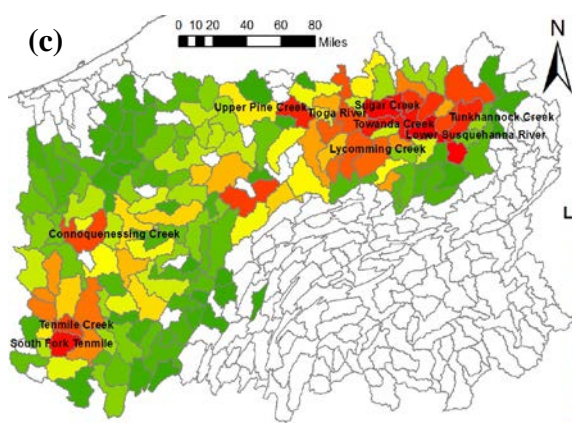 (c)
0 10 20 40 60 80
Miles
N
Upper Pine Creek
Tioga River
Sugar Creek
Towanda Creek
Tunkhannock Creek
Lower Susquehanna River
Lycomming Creek
L
Connoquenessing Creek
Tenmile Creek
South Fork Tenmile